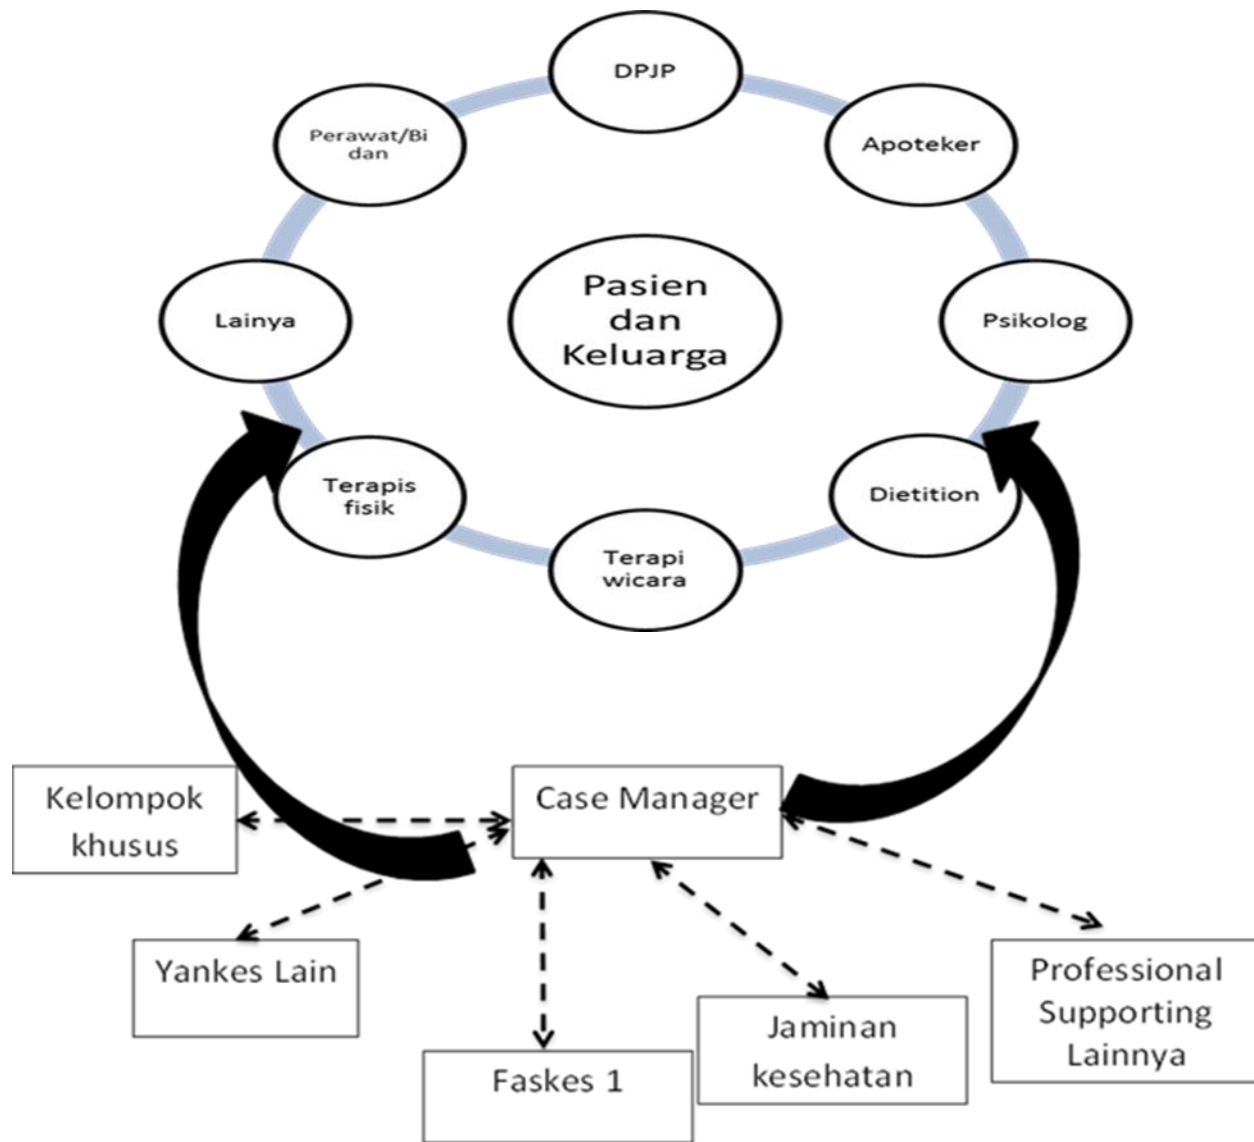 DPJP
Perawat/Bi
dan
Apoteker
Lainya
Pasien
dan
Keluarga
Psikolog
Terapis
fisik
Dietition
Terapi
wicara
Kelompok
khusus
Case Manager
Yankes Lain
Professional
Supporting
Lainnya
Jaminan
kesehatan
Faskes 1